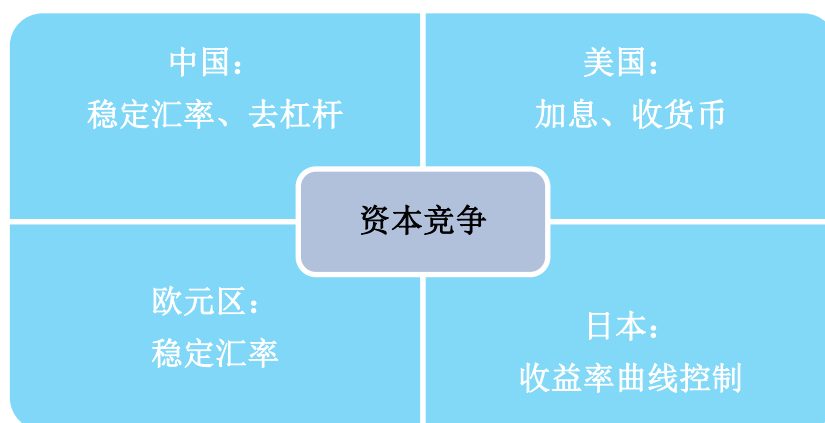 中国：
稳定汇率、去杠杆
美国：
加息、收货币
资本竞争
欧元区：
稳定汇率
日本：
收益率曲线控制